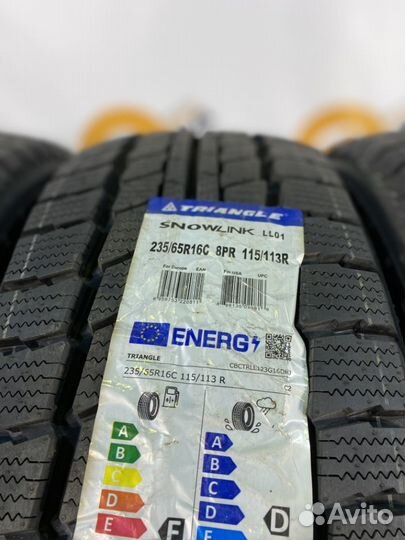 TRIANGLE
SNOWLINK LL01
235/65R16C 8PR 115/113R
For Europe EAN For USA UPC
ENERG
TRIANGLE
235/65R16C 115/113 R C2
A A
B B
C C
D D D
E E E
Avito